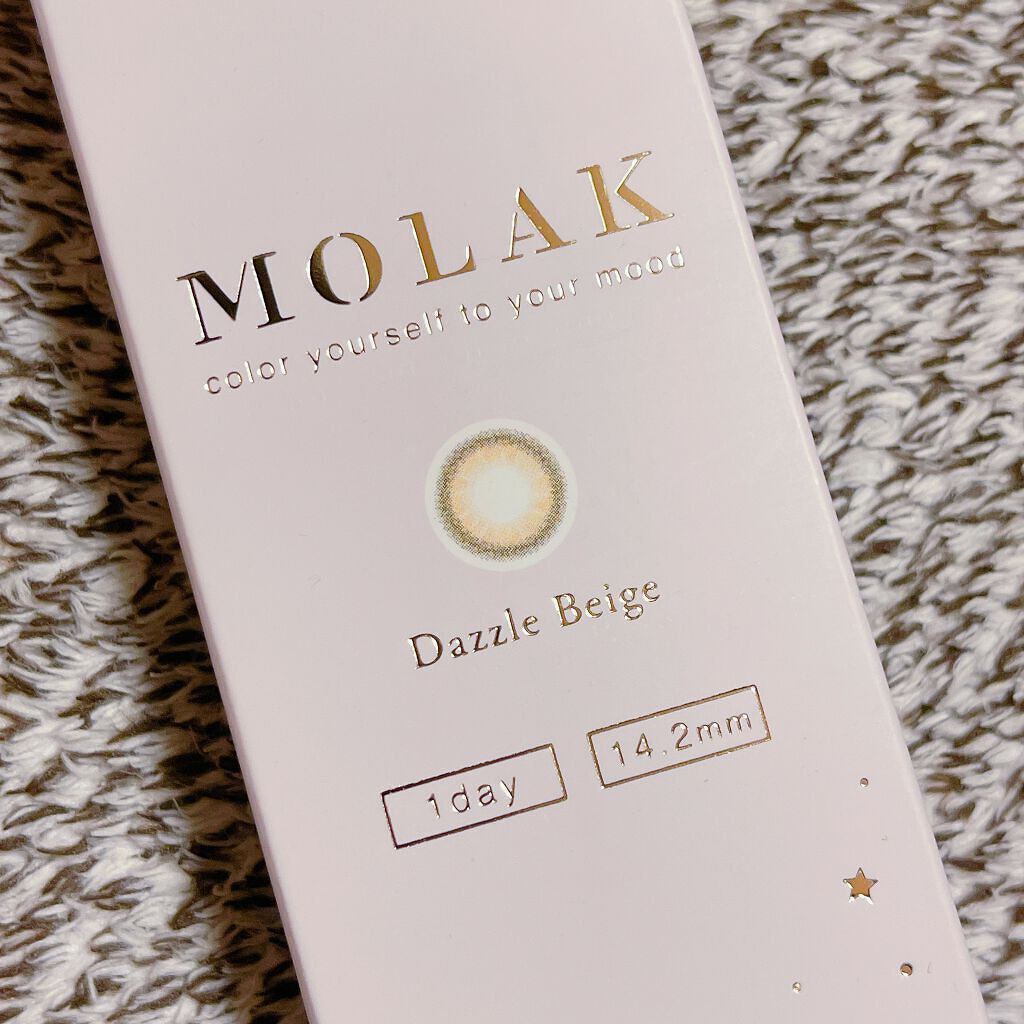 MOLAK
color yourself to your mood
Dazzle Beige
1day
14.2mm